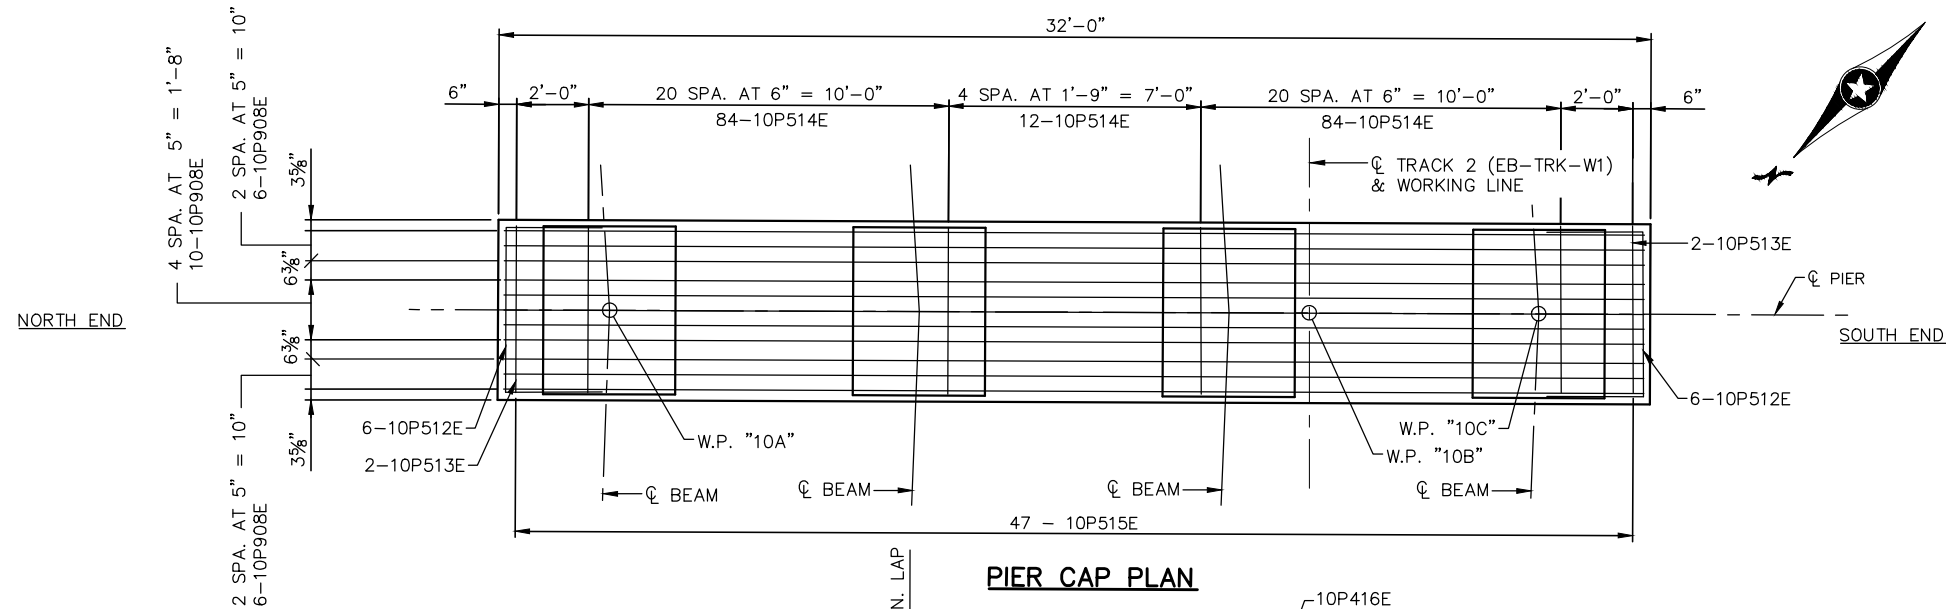 32'-0"
6"
2'-0"
20 SPA. AT 6" = 10'-0"
84-10P514E
4 SPA. AT 1'-9" = 7'-0"
12-10P514E
20 SPA. AT 6" = 10'-0"
84-10P514E
2'-0"
6"
4 SPA. AT 5" = 1'-8"
10-10P908E
2 SPA. AT 5" = 10"
6-10P908E
3⅝"
6⅜"
6⅜"
3⅝"
2 SPA. AT 5" = 10"
6-10P908E
℄ TRACK 2 (EB-TRK-W1)
& WORKING LINE
N
2-10P513E
℄ PIER
NORTH END
SOUTH END
6-10P512E
2-10P513E
W.P. "10A"
W.P. "10C"
W.P. "10B"
6-10P512E
℄ BEAM
℄ BEAM
℄ BEAM
℄ BEAM
47 - 10P515E
N. LAP
PIER CAP PLAN
10P416E